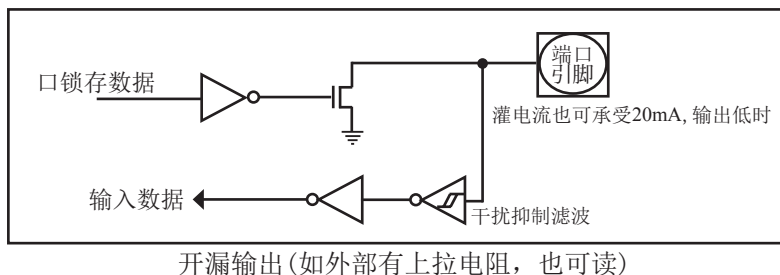 端口
引脚
口锁存数据
灌电流也可承受20mA, 输出低时
输入数据
干扰抑制滤波
开漏输出(如外部有上拉电阻，也可读)